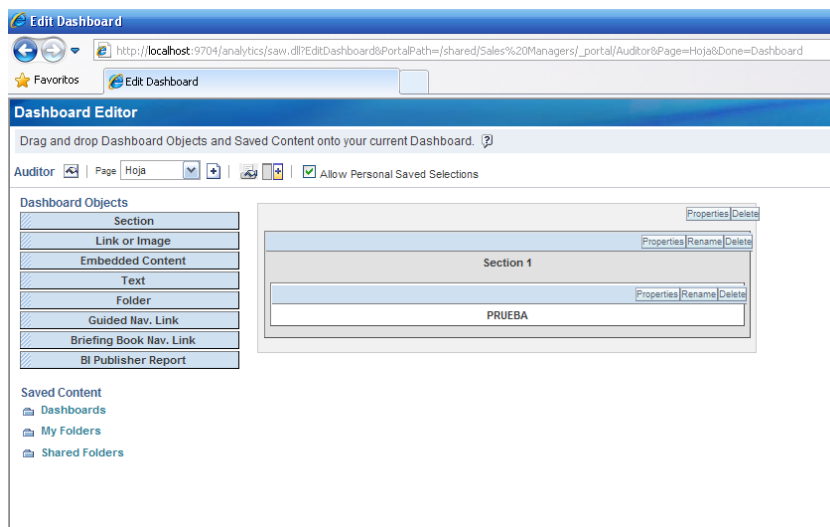 Edit Dashboard
http://localhost:9704/analytics/saw.dll?EditDashboard&PortalPath=/shared/Sales%20Managers/_portal/Auditor&Page=Hoja&Done=Dashboard
Favoritos Edit Dashboard
Dashboard Editor
Drag and drop Dashboard Objects and Saved Content onto your current Dashboard. ?
Auditor | Page Hoja | | Allow Personal Saved Selections
Dashboard Objects
Section
Link or Image
Embedded Content
Text
Folder
Guided Nav. Link
Briefing Book Nav. Link
BI Publisher Report
Saved Content
Dashboards
My Folders
Shared Folders
Properties Delete
Properties Rename Delete
Section 1
Properties Rename Delete
PRUEBA